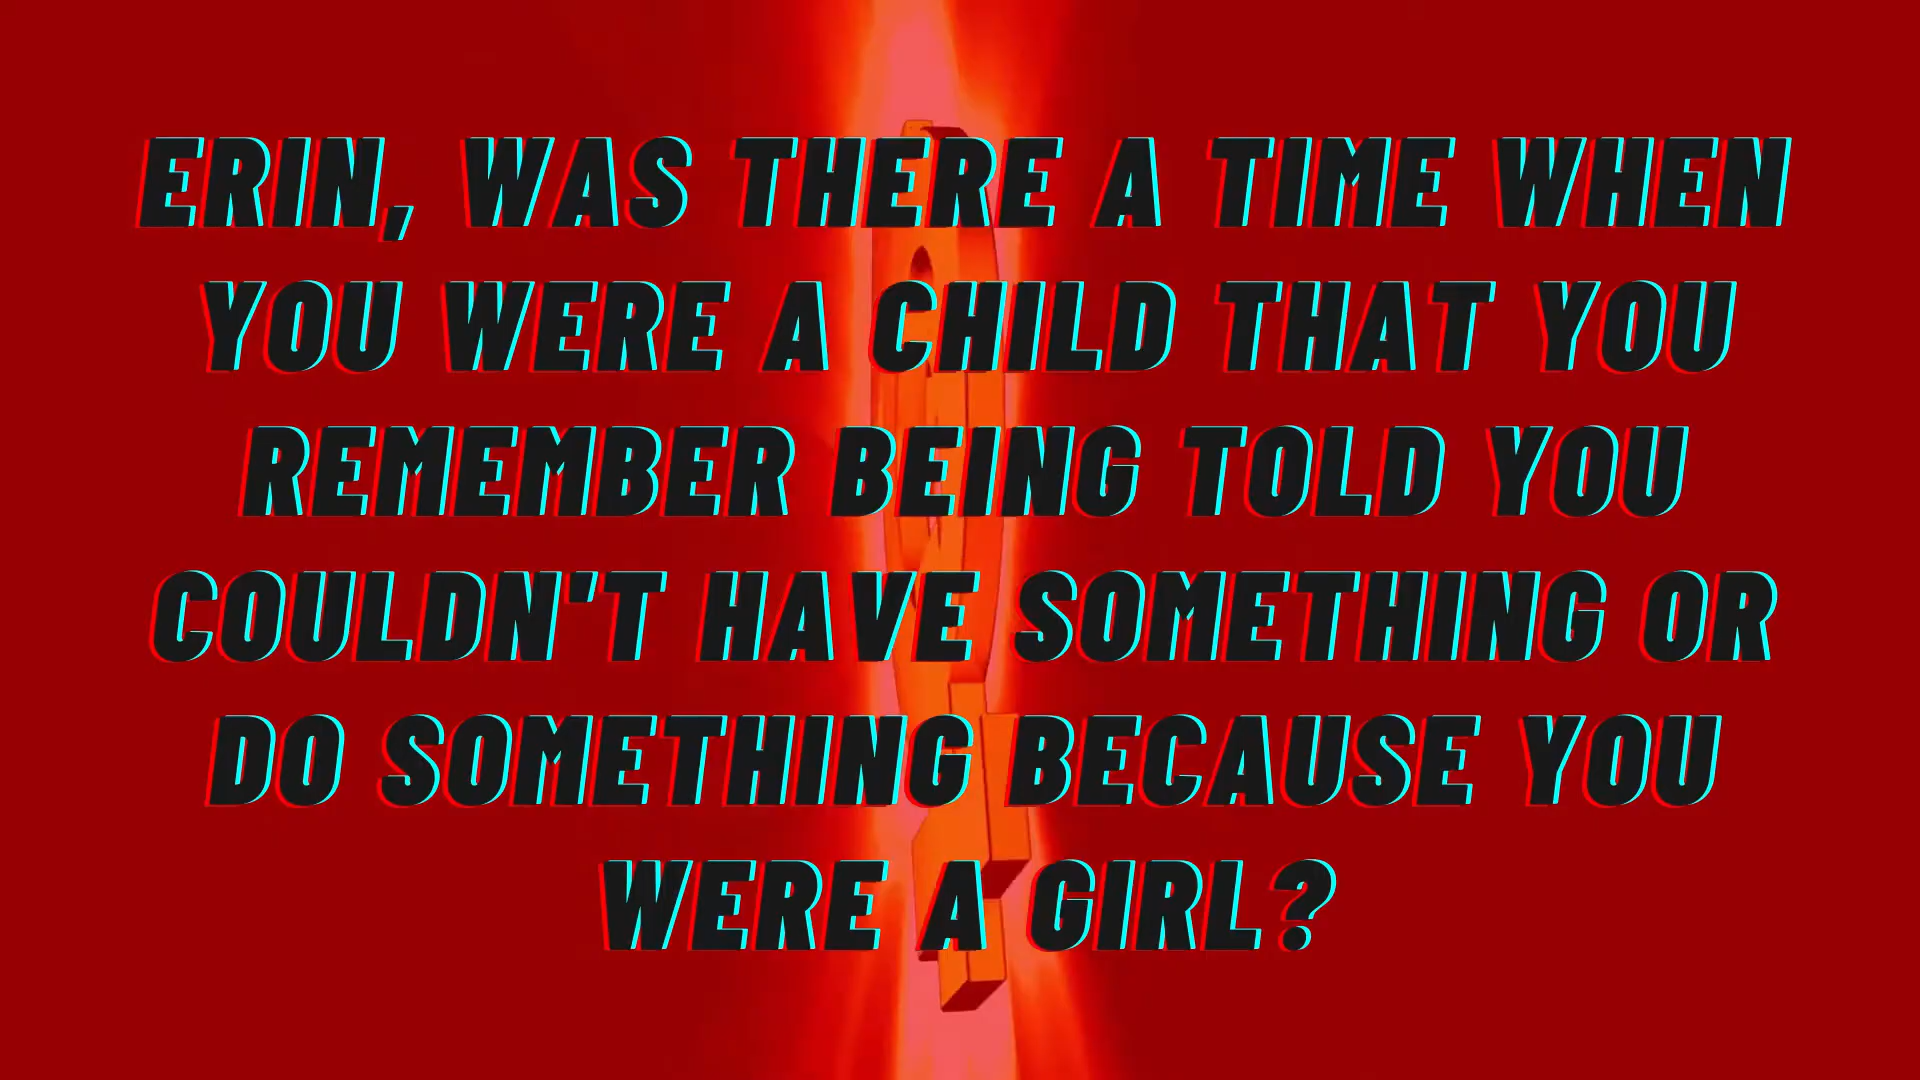 ERIN, WAS THERE A TIME WHEN
YOU WERE A CHILD THAT YOU
REMEMBER BEING TOLD YOU
COULDN'T HAVE SOMETHING OR
DO SOMETHING BECAUSE YOU
WERE A GIRL?